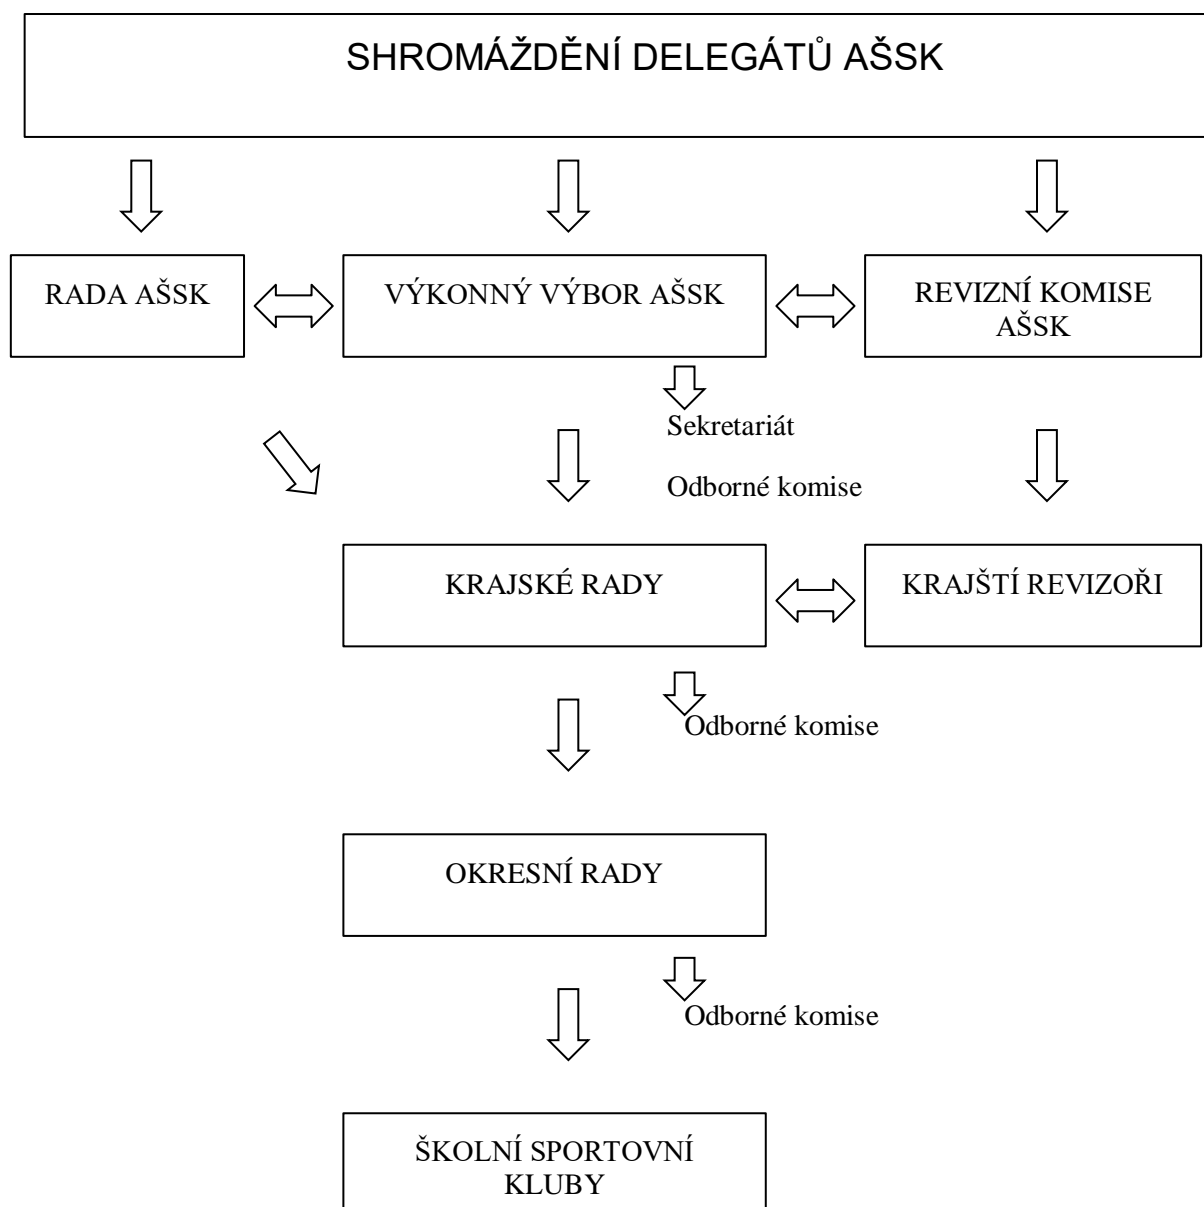 SHROMÁŽDĚNÍ DELEGÁTŮ AŠSK
RADA AŠSK
VÝKONNÝ VÝBOR AŠSK
REVIZNÍ KOMISE
AŠSK
Sekretariát
Odborné komise
KRAJSKÉ RADY
KRAJŠTÍ REVIZOŘI
Odborné komise
OKRESNÍ RADY
Odborné komise
ŠKOLNÍ SPORTOVNÍ
KLUBY